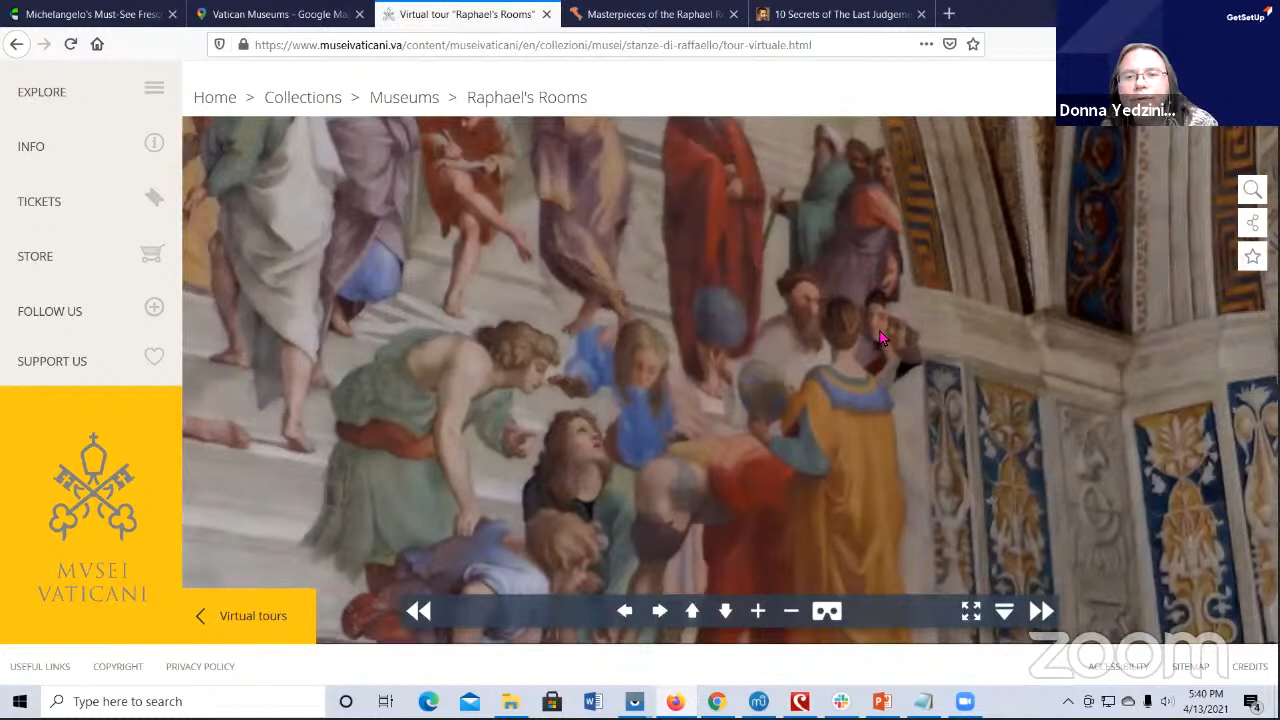 Michelangelo's Most Fresc
Vatican Museums - Google Ma
Virtual tour "Raphael's Rooms"
Masterpieces of the Raphael R
10 Secrets of The Last Judgeme
GetSetUp
https://www.museivaticani.va/content/museivaticani/en/collezioni/musei/stanze-di-raffaello/tour-virtuale.html
EXPLORE
Home > Collections > Museums > Raphael's Rooms
Donna Yedzini...
INFO
TICKETS
STORE
FOLLOW US
SUPPORT US
MVSEI
VATICANI
Virtual tours
zoom
USEFUL LINKS COPYRIGHT PRIVACY POLICY ACCESSIBILITY SITEMAP CREDITS
Type here to search
5:40 PM
4/13/2021
4